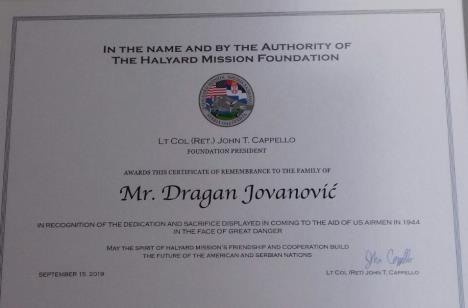 IN THE NAME AND BY THE AUTHORITY OF
THE HALYARD MISSION FOUNDATION
LT COL (RET.) JOHN T. CAPPELLO
FOUNDATION PRESIDENT
AWARDS THIS CERTIFICATE OF REMEMBRANCE TO THE FAMILY OF
Mr. Dragan Jovanović
IN RECOGNITION OF THE DEDICATION AND SACRIFICE DISPLAYED IN COMING TO THE AID OF US AIRMEN IN 1944
IN THE FACE OF GREAT DANGER
MAY THE SPIRIT OF HALYARD MISSION'S FRIENDSHIP AND COOPERATION BUILD
THE FUTURE OF THE AMERICAN AND SERBIAN NATIONS
John Cappello
SEPTEMBER 15, 2019
LT COL (RET) JOHN T. CAPPELLO